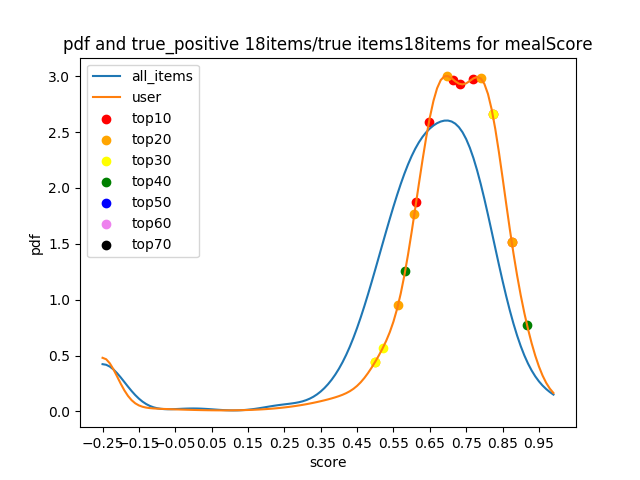 pdf and true_positive 18items/true items18items for mealScore
all_items
user
top10
top20
top30
top40
top50
top60
top70
pdf
3.0
2.5
2.0
1.5
1.0
0.5
0.0
−0.25 −0.15 −0.05 0.05 0.15 0.25 0.35 0.45 0.55 0.65 0.75 0.85 0.95
score